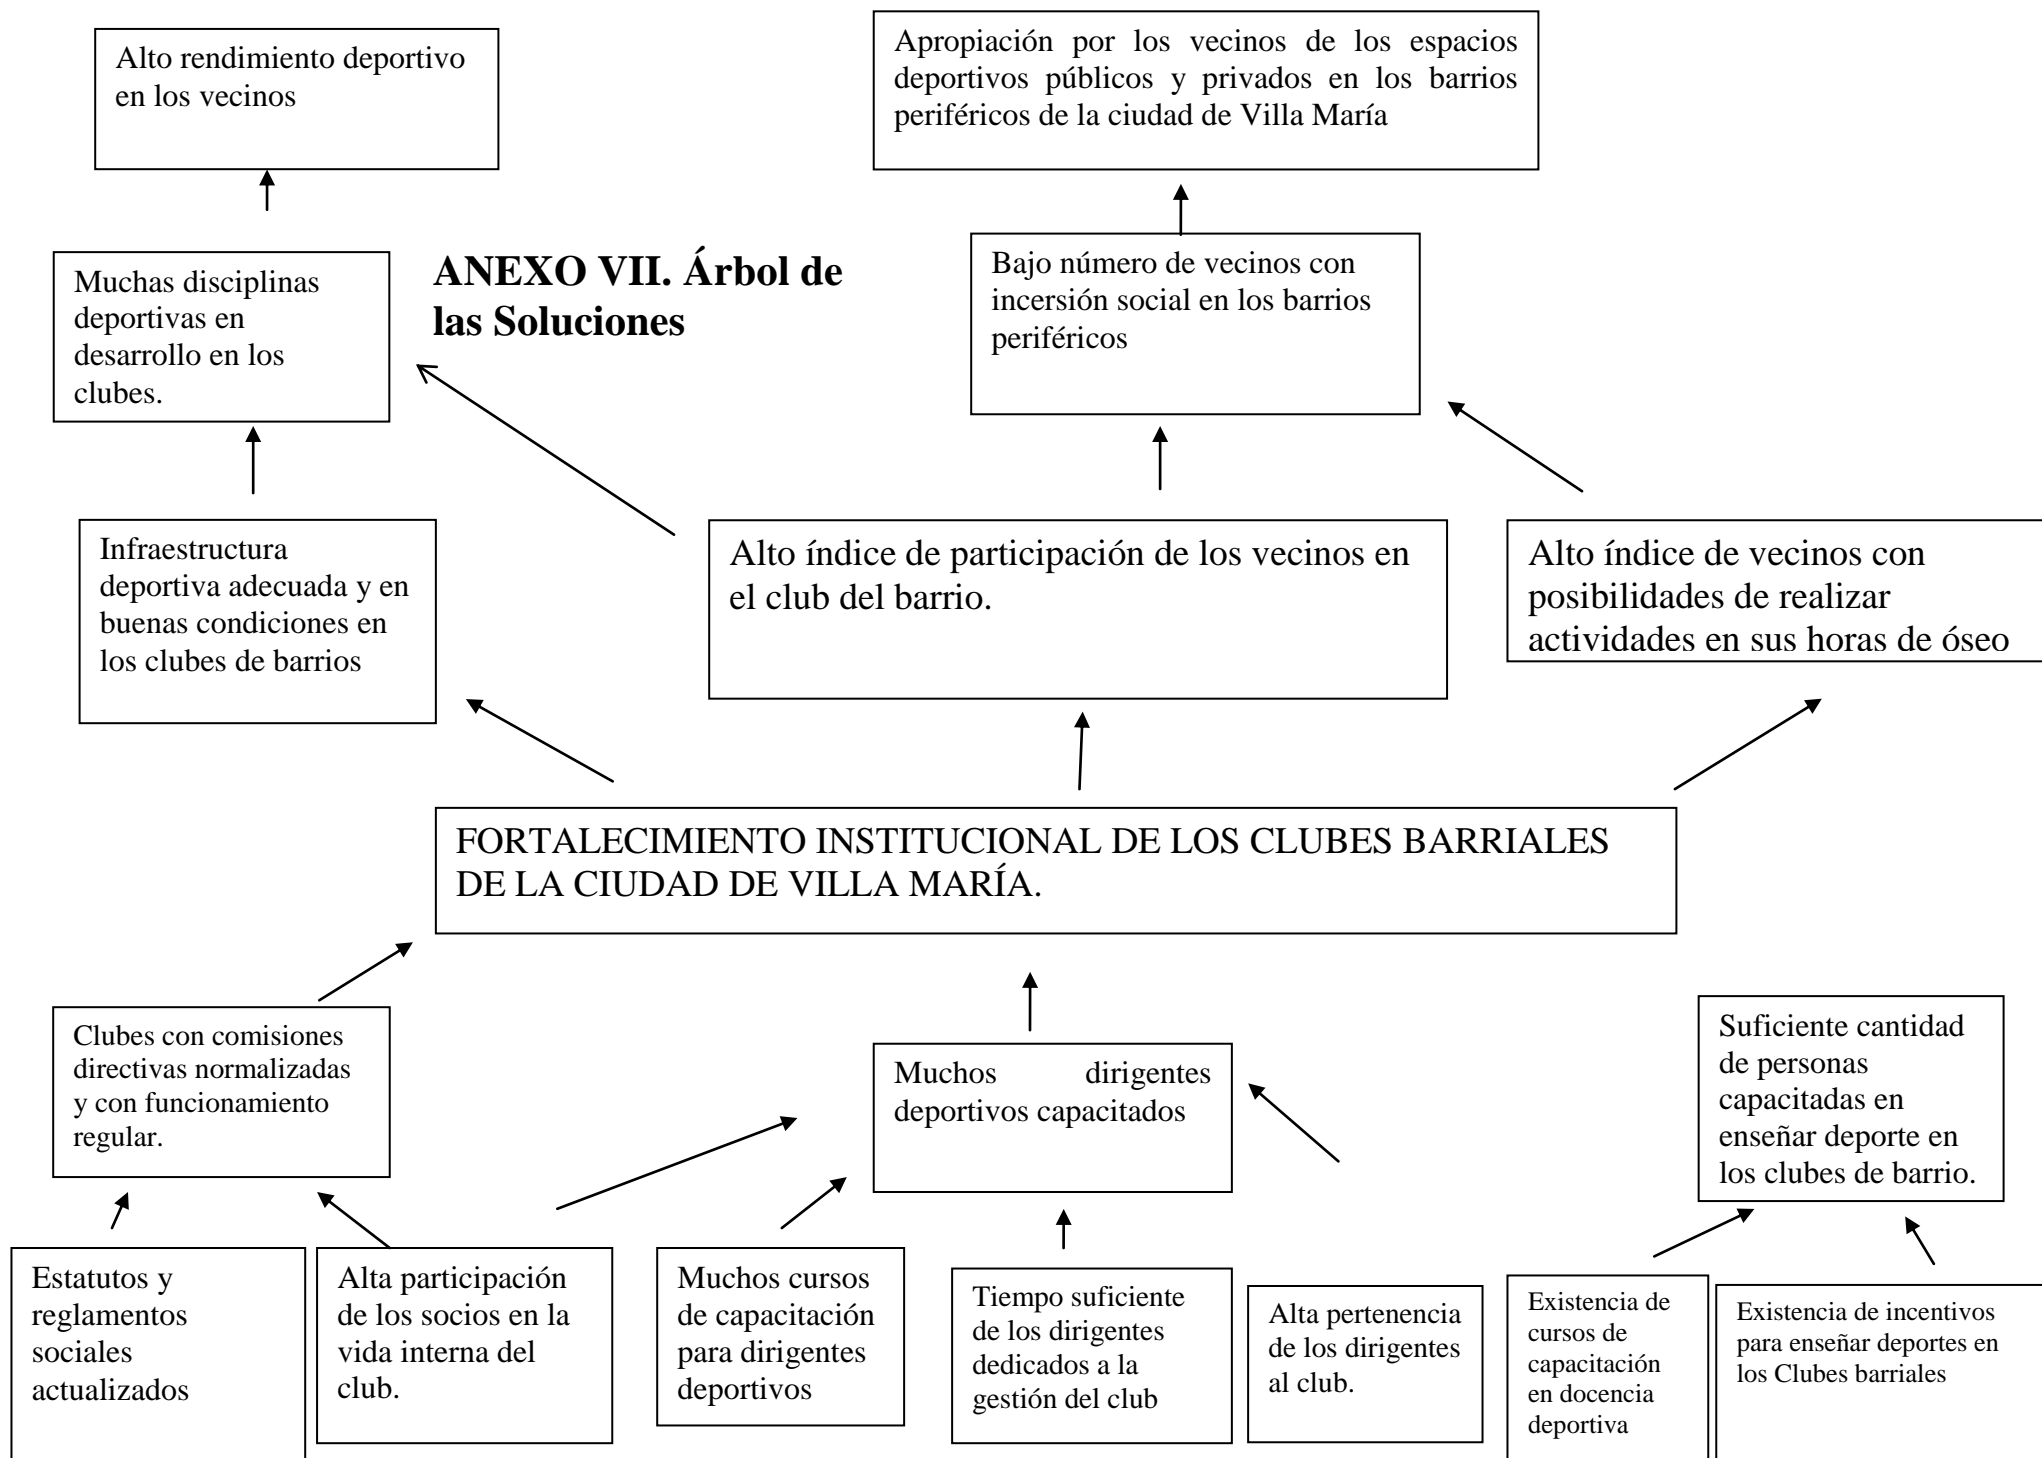 Alto rendimiento deportivo
en los vecinos
Apropiación por los vecinos de los espacios
deportivos públicos y privados en los barrios
periféricos de la ciudad de Villa María
ANEXO VII. Árbol de
las Soluciones
Muchas disciplinas
deportivas en
desarrollo en los
clubes.
Bajo número de vecinos con
incersión social en los barrios
periféricos
Infraestructura
deportiva adecuada y en
buenas condiciones en
los clubes de barrios
Alto índice de participación de los vecinos en
el club del barrio.
Alto índice de vecinos con
posibilidades de realizar
actividades en sus horas de óseo
FORTALECIMIENTO INSTITUCIONAL DE LOS CLUBES BARRIALES
DE LA CIUDAD DE VILLA MARÍA.
Clubes con comisiones
directivas normalizadas
y con funcionamiento
regular.
Muchos dirigentes
deportivos capacitados
Suficiente cantidad
de personas
capacitadas en
enseñar deporte en
los clubes de barrio.
Estatutos y
reglamentos
sociales
actualizados
Alta participación
de los socios en la
vida interna del
club.
Muchos cursos
de capacitación
para dirigentes
deportivos
Tiempo suficiente
de los dirigentes
dedicados a la
gestión del club
Alta pertenencia
de los dirigentes
al club.
Existencia de
cursos de
capacitación
en docencia
deportiva
Existencia de incentivos
para enseñar deportes en
los Clubes barriales